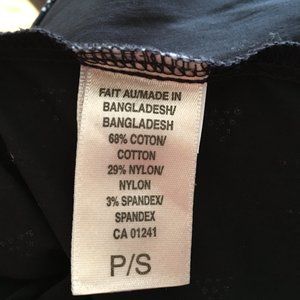 FAIT AU/MADE IN
BANGLADESH/
BANGLADESH
68% COTON/
COTTON
29% NYLON/
NYLON
3% SPANDEX/
SPANDEX
CA 01241
P/S